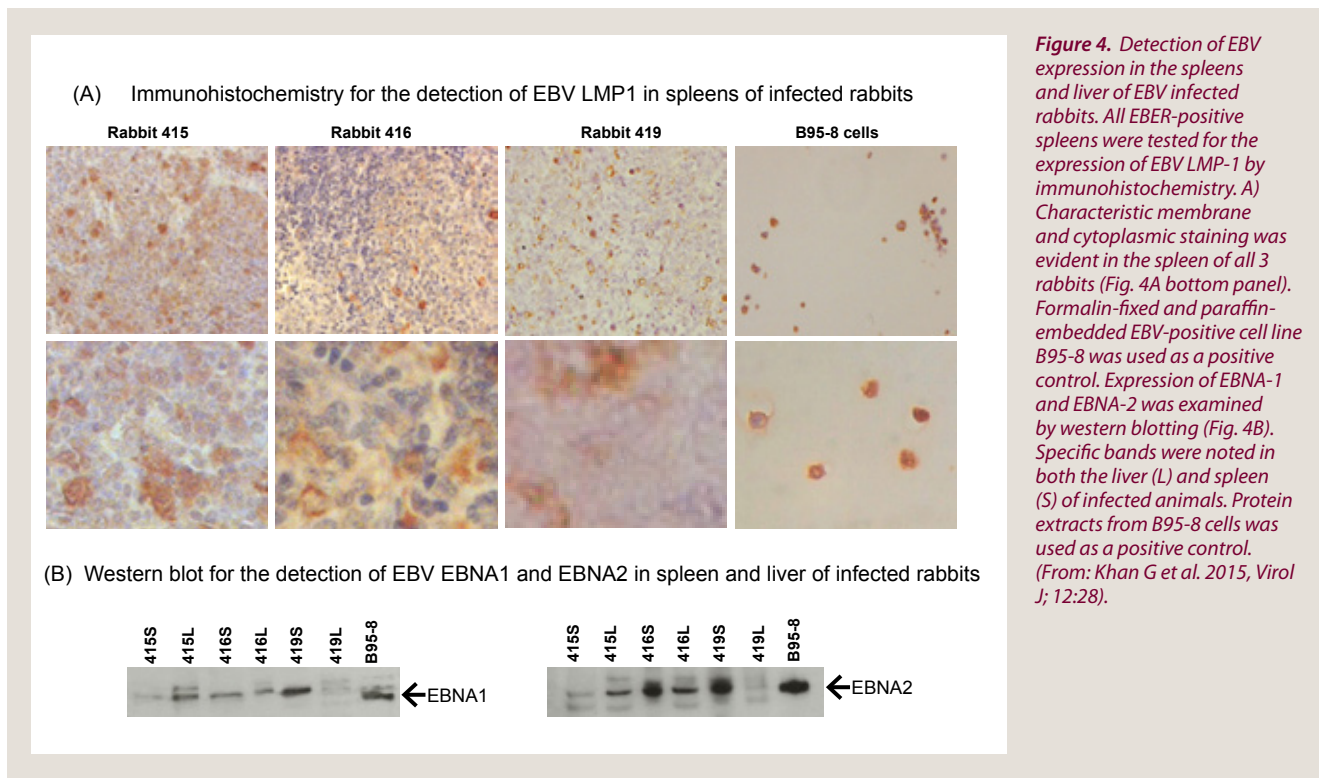 (A) Immunohistochemistry for the detection of EBV LMP1 in spleens of infected rabbits
Rabbit 415 Rabbit 416 Rabbit 419 B95-8 cells
(B) Western blot for the detection of EBV EBNA1 and EBNA2 in spleen and liver of infected rabbits
415S 415L 416S 416L 419S 419L B95-8
EBNA1
415S 415L 416S 416L 419S 419L B95-8
EBNA2
Figure 4. Detection of EBV
expression in the spleens
and liver of EBV infected
rabbits. All EBER-positive
spleens were tested for the
expression of EBV LMP-1 by
immunohistochemistry. A)
Characteristic membrane
and cytoplasmic staining was
evident in the spleen of all 3
rabbits (Fig. 4A bottom panel).
Formalin-fixed and paraffin-
embedded EBV-positive cell line
B95-8 was used as a positive
control. Expression of EBNA-1
and EBNA-2 was examined
by western blotting (Fig. 4B).
Specific bands were noted in
both the liver (L) and spleen
(S) of infected animals. Protein
extracts from B95-8 cells was
used as a positive control.
(From: Khan G et al. 2015, Virol
J; 12:28).